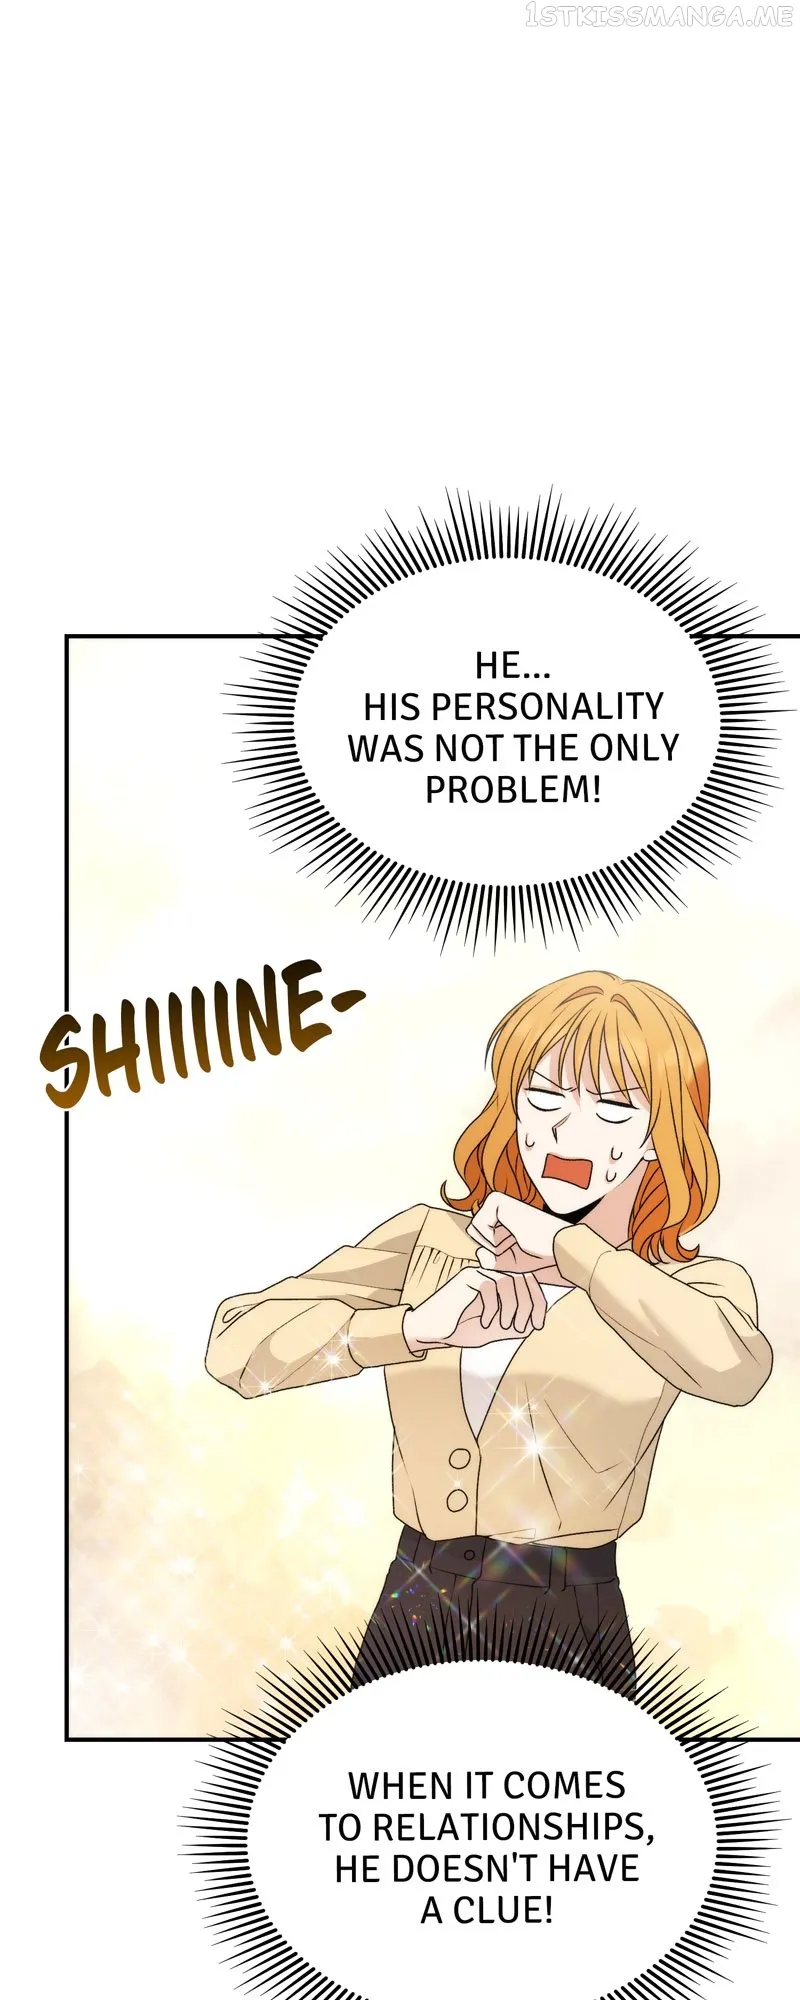 1STKISSMANGA.ME
HE...
HIS PERSONALITY
WAS NOT THE ONLY
PROBLEM!
SHIIIINE-
WHEN IT COMES
TO RELATIONSHIPS,
HE DOESN'T HAVE
A CLUE!